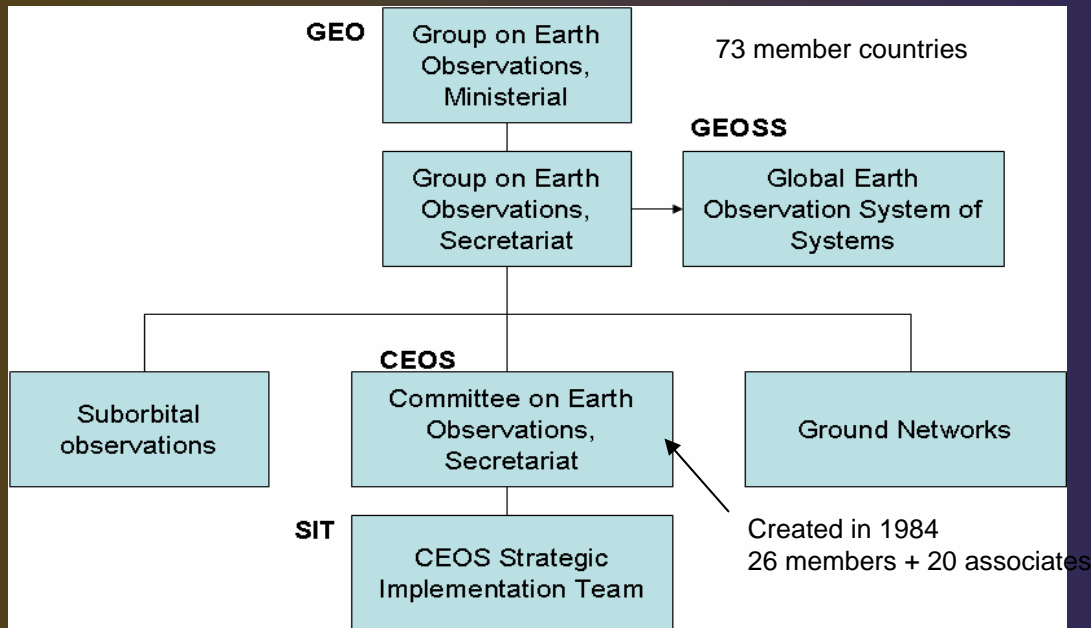 GEO
Group on Earth
Observations,
Ministerial
73 member countries
GEOSS
Group on Earth
Observations,
Secretariat
Global Earth
Observation System of
Systems
CEOS
Suborbital
observations
Committee on Earth
Observations,
Secretariat
Ground Networks
SIT
CEOS Strategic
Implementation Team
Created in 1984
26 members + 20 associates